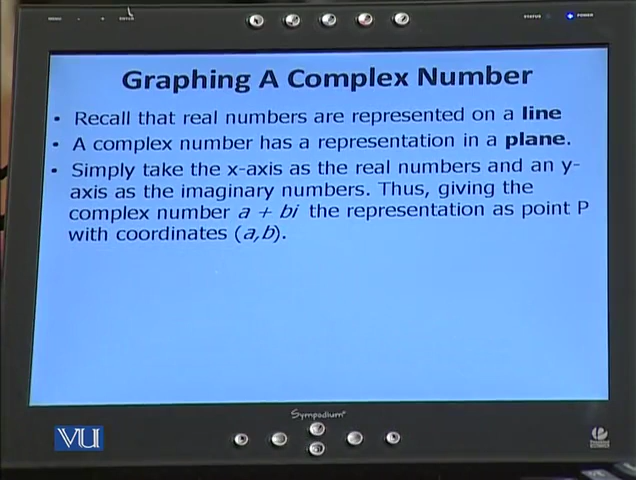 MENU - + ENTER
STATUS POWER
Graphing A Complex Number
• Recall that real numbers are represented on a line
• A complex number has a representation in a plane.
• Simply take the x-axis as the real numbers and an y-
axis as the imaginary numbers. Thus, giving the
complex number a + bi the representation as point P
with coordinates (a,b).
Sympodium
VU